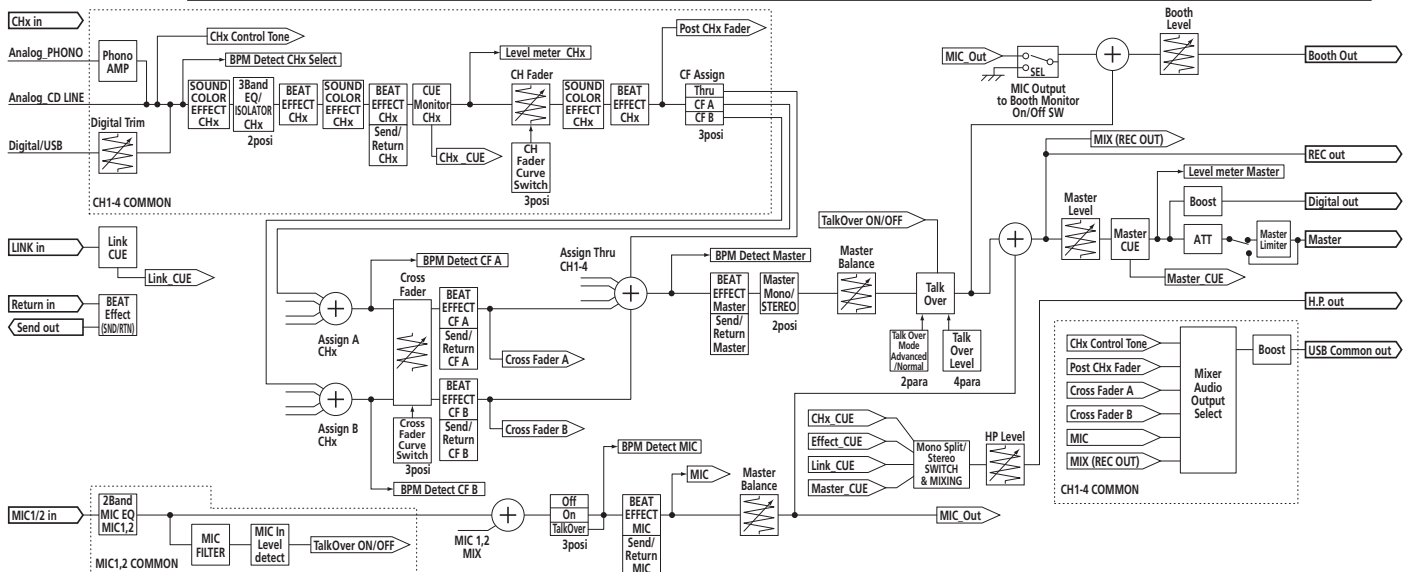 CHx in
Analog_PHONO
Phono
AMP
CHx Control Tone
BPM Detect CHx Select
Analog_CD LINE
Digital Trim
Digital/USB
SOUND
COLOR
EFFECT
CHx
3Band
EQ/
ISOLATOR
CHx
2posi
BEAT
EFFECT
CHx
SOUND
COLOR
EFFECT
CHx
BEAT
EFFECT
CHx
Send/
Return
CHx
CUE
Monitor
CHx
CHx _CUE
Level meter CHx
CH Fader
CH
Fader
Curve
Switch
3posi
SOUND
COLOR
EFFECT
CHx
BEAT
EFFECT
CHx
Post CHx Fader
CF Assign
Thru
CF A
CF B
3posi
CH1-4 COMMON
MIC_Out
SEL
MIC Output
to Booth Monitor
On/Off SW
Booth
Level
Booth Out
MIX (REC OUT)
REC out
Level meter Master
Master
Level
Master
CUE
Master_CUE
Boost
Digital out
ATT
Master
Limiter
Master
H.P. out
LINK in
Link
CUE
Link_CUE
Return in
Send out
BEAT
Effect
(SND/RTN)
Assign A
CHx
BPM Detect CF A
Cross
Fader
BEAT
EFFECT
CF A
Send/
Return
CF A
Cross Fader A
Assign B
CHx
Cross
Fader
Curve
Switch
3posi
BEAT
EFFECT
CF B
Send/
Return
CF B
Cross Fader B
BPM Detect CF B
Assign Thru
CH1-4
BPM Detect Master
BEAT
EFFECT
Master
Send/
Return
Master
Master
Mono/
STEREO
2posi
Master
Balance
TalkOver ON/OFF
Talk
Over
Talk Over
Mode
Advanced
/Normal
2para
Talk
Over
Level
4para
CHx Control Tone
Post CHx Fader
Cross Fader A
Cross Fader B
MIC
MIX (REC OUT)
Mixer
Audio
Output
Select
Boost
USB Common out
CH1-4 COMMON
CHx_CUE
Effect_CUE
Link_CUE
Master_CUE
Mono Split/
Stereo
SWITCH
& MIXING
HP Level
MIC1/2 in
2Band
MIC EQ
MIC1,2
MIC
FILTER
MIC In
Level
detect
TalkOver ON/OFF
MIC1,2 COMMON
MIC 1,2
MIX
Off
On
TalkOver
3posi
BPM Detect MIC
BEAT
EFFECT
MIC
Send/
Return
MIC
MIC
Master
Balance
MIC_Out